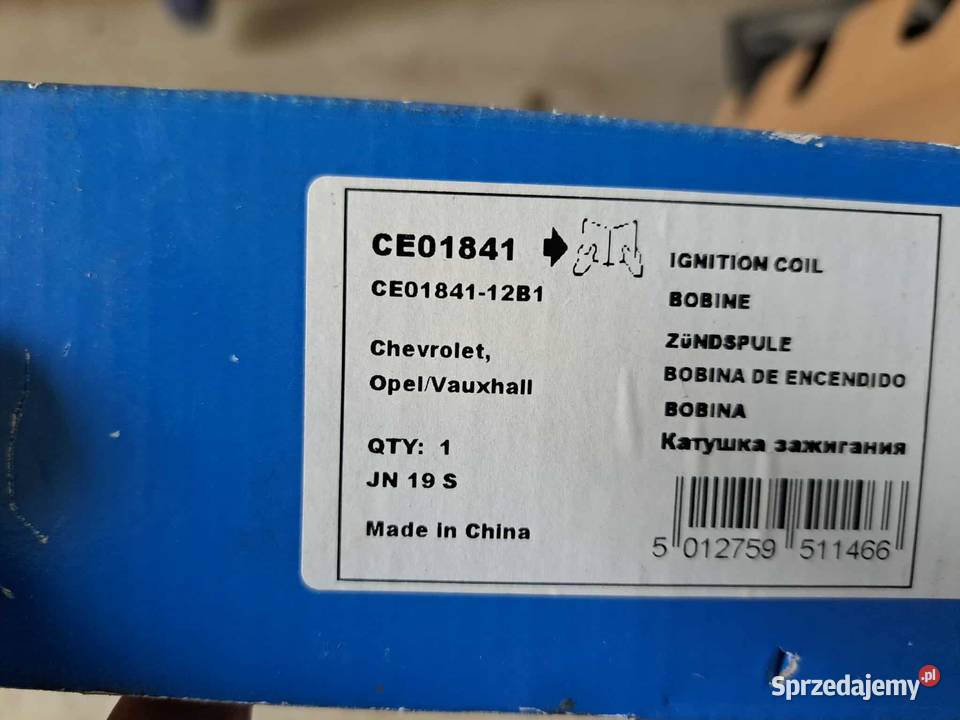 CE01841
CE01841-12B1
Chevrolet,
Opel/Vauxhall
QTY: 1
JN 19 S
Made in China
IGNITION COIL
BOBINE
ZüNDSPULE
BOBINA DE ENCENDIDO
BOBINA
Катушка зажигания
5 012759 511466
Sprzedajemy.pl